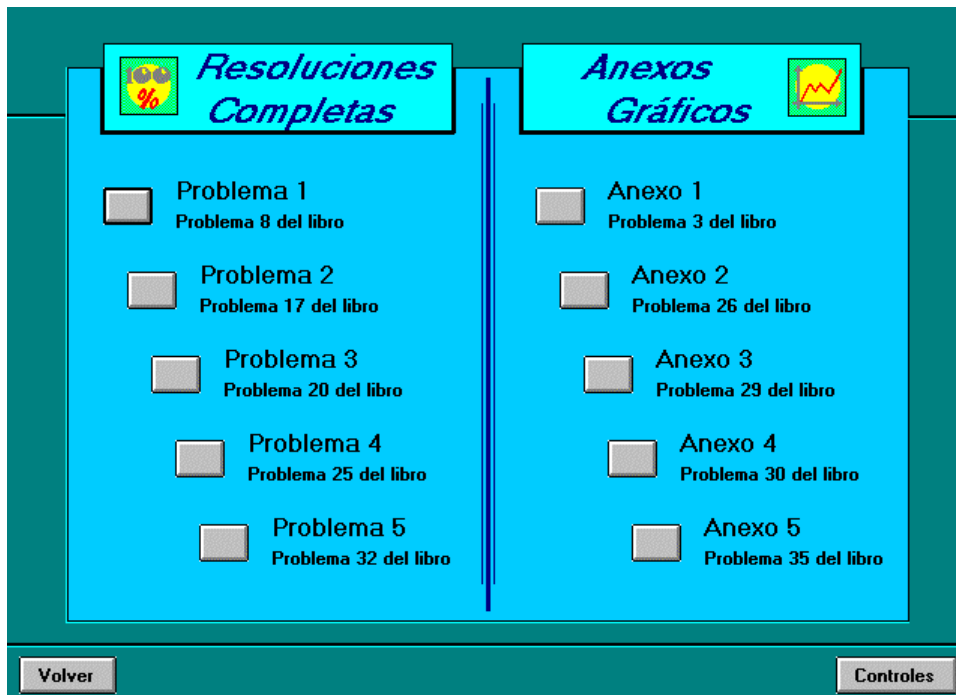 Resoluciones
Completas
Problema 1
Problema 8 del libro
Problema 2
Problema 17 del libro
Problema 3
Problema 20 del libro
Problema 4
Problema 25 del libro
Problema 5
Problema 32 del libro
Anexos
Gráficos
Anexo 1
Problema 3 del libro
Anexo 2
Problema 26 del libro
Anexo 3
Problema 29 del libro
Anexo 4
Problema 30 del libro
Anexo 5
Problema 35 del libro
100
%
Volver
Controles